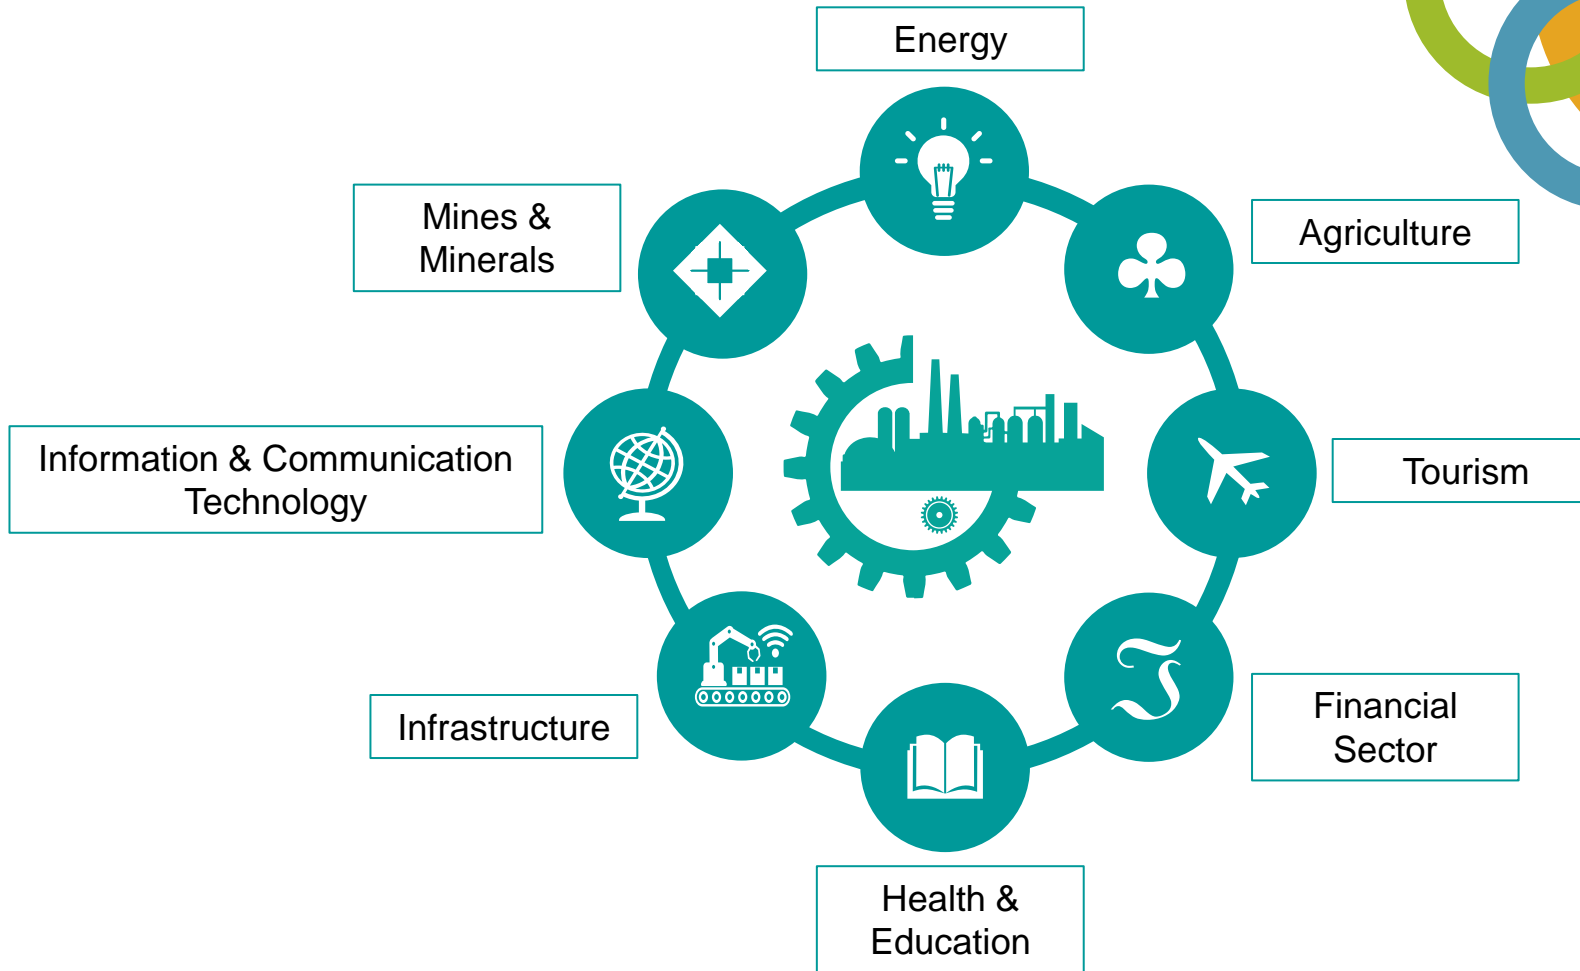 Energy
Mines &
Minerals
Agriculture
Information & Communication
Technology
Tourism
Infrastructure
Financial
Sector
Health &
Education